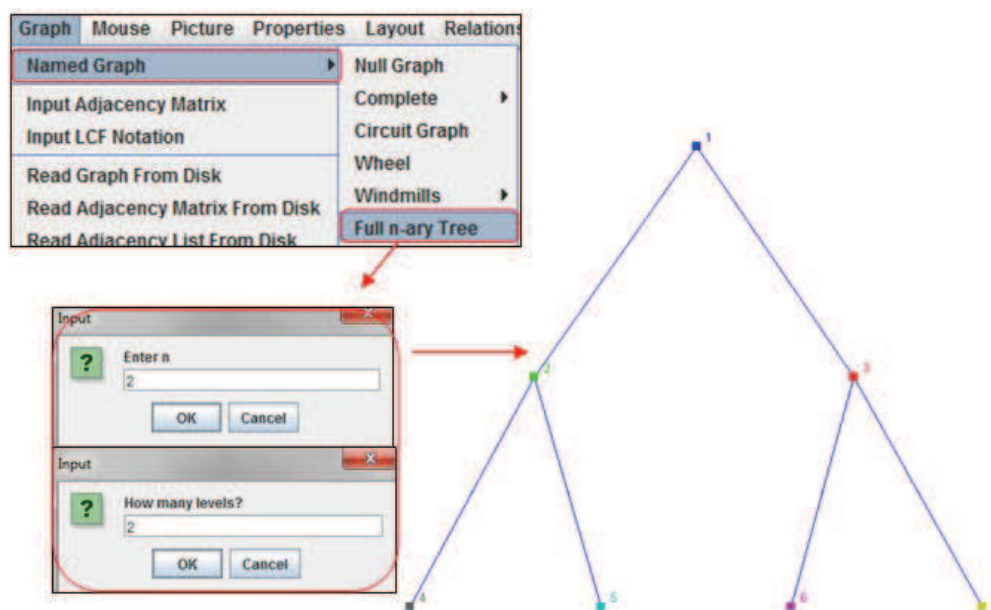 Graph Mouse Picture Properties Layout Relations
Named Graph
Input Adjacency Matrix
Input LCF Notation
Read Graph From Disk
Read Adjacency Matrix From Disk
Read Adjacency List From Disk
Null Graph
Complete
Circuit Graph
Wheel
Windmills
Full n-ary Tree
Input
X
?
Enter n
2
OK Cancel
Input
X
?
How many levels?
2
OK Cancel
1
2
3
4
5
6